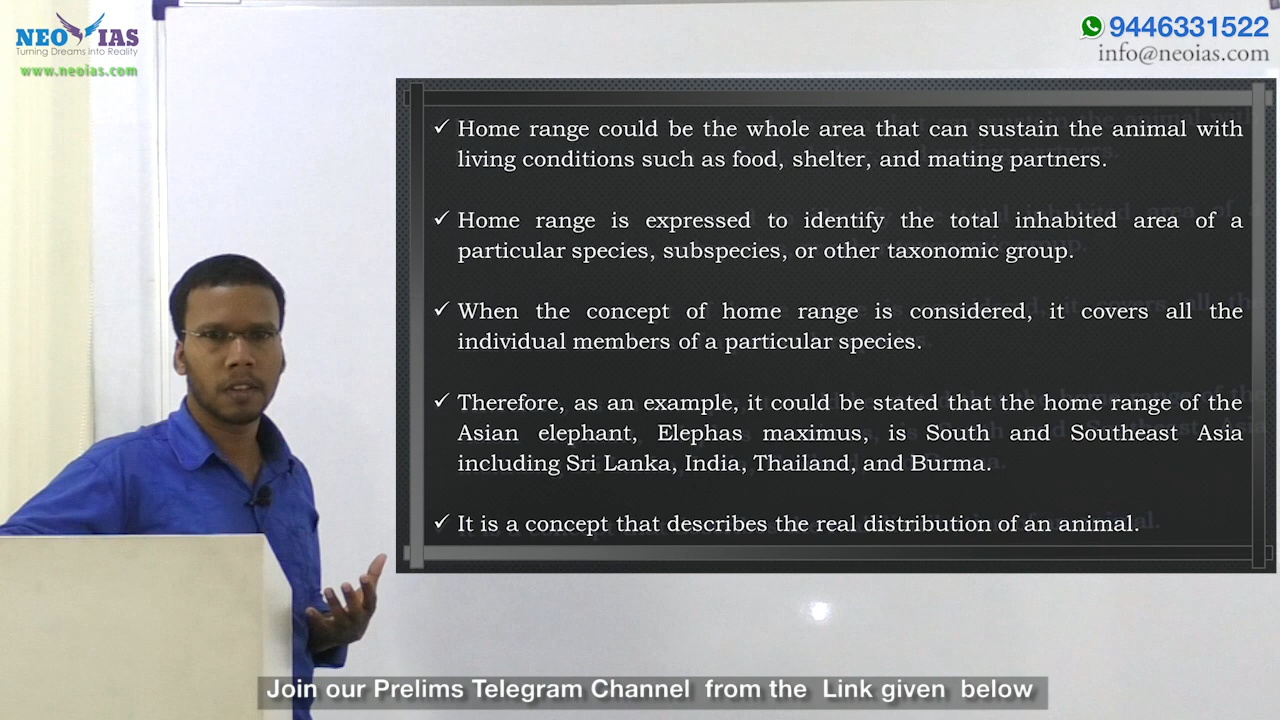 NEO IAS
Turning Dreams into Reality
www.neoias.com
9446331522
info@neoias.com
✓ Home range could be the whole area that can sustain the animal with
living conditions such as food, shelter, and mating partners.
✓ Home range is expressed to identify the total inhabited area of a
particular species, subspecies, or other taxonomic group.
✓ When the concept of home range is considered, it covers all the
individual members of a particular species.
✓ Therefore, as an example, it could be stated that the home range of the
Asian elephant, Elephas maximus, is South and Southeast Asia
including Sri Lanka, India, Thailand, and Burma.
✓ It is a concept that describes the real distribution of an animal.
Join our Prelims Telegram Channel from the Link given below